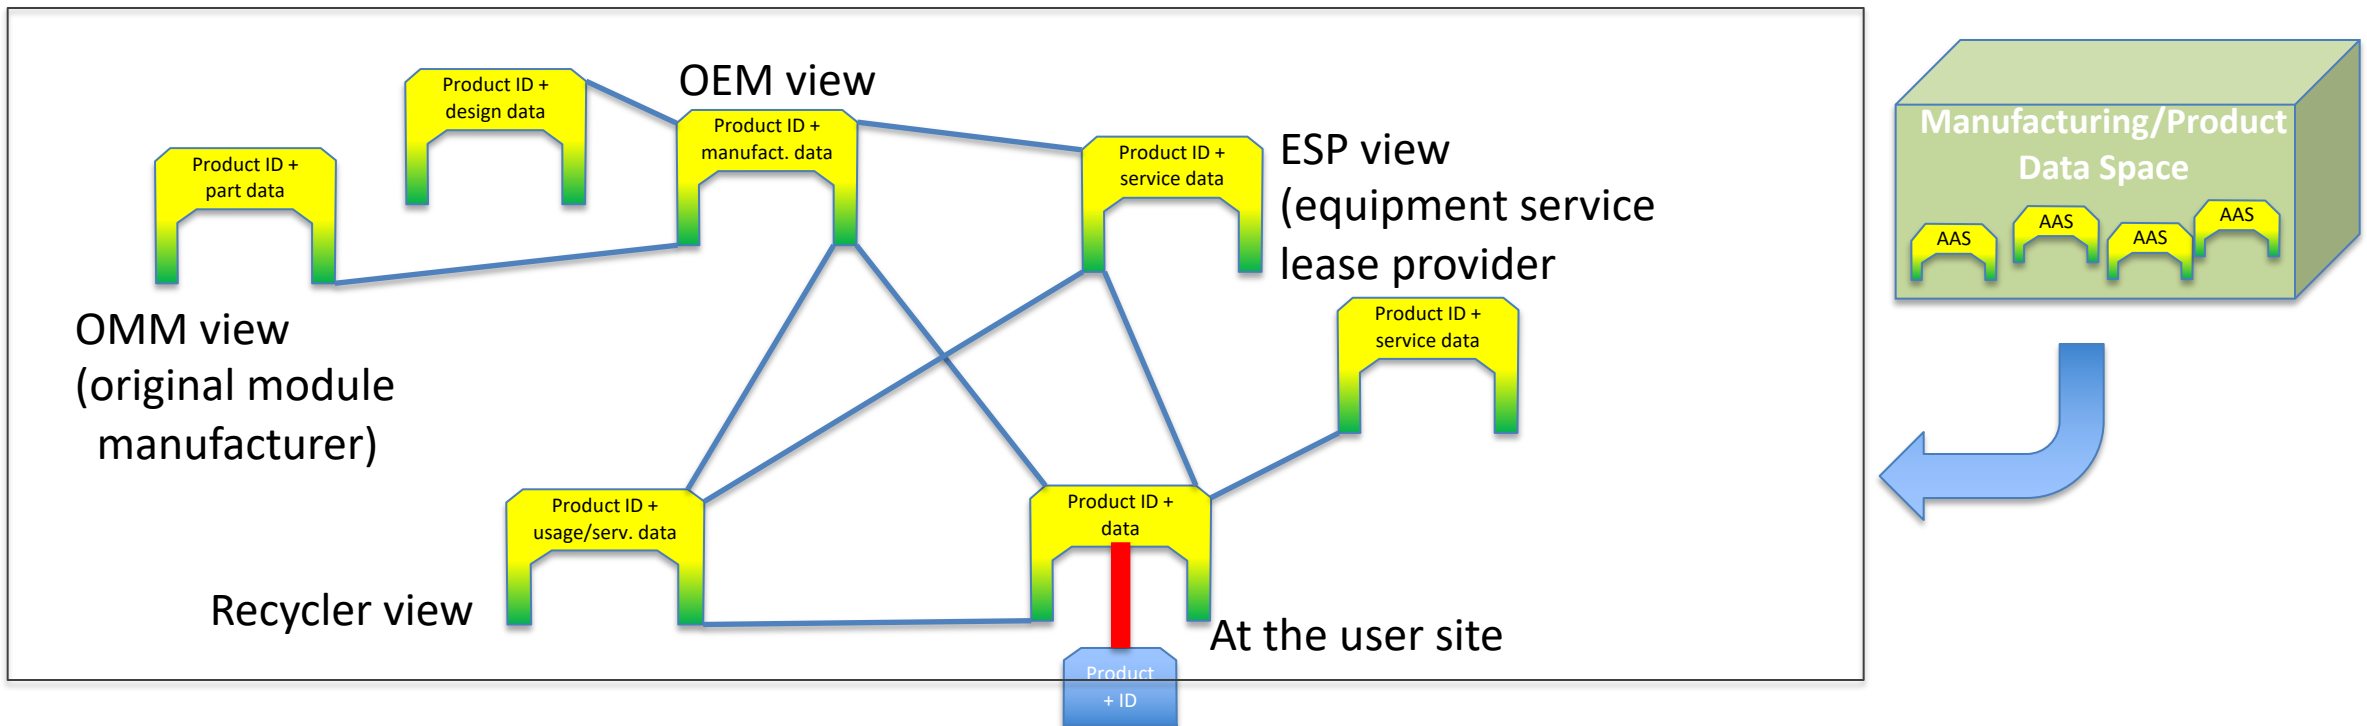 Product ID +
design data
OEM view
Product ID +
manufact. data
Product ID +
part data
Product ID +
service data
ESP view
(equipment service
lease provider
OMM view
(original module
manufacturer)
Product ID +
service data
Product ID +
usage/serv. data
Recycler view
Product ID +
data
At the user site
Product
+ ID
Manufacturing/Product
Data Space
AAS
AAS
AAS
AAS